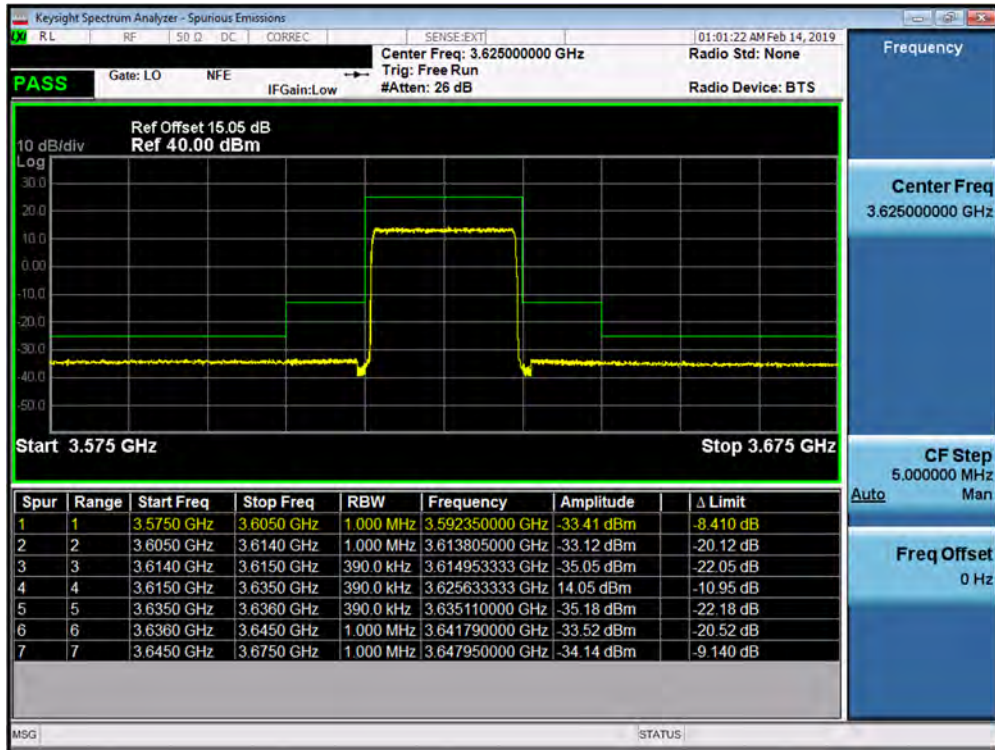 Keysight Spectrum Analyzer - Spurious Emissions
LXI RL RF 50 Ω DC CORREC SENSE:EXT 01:01:22 AM Feb 14, 2019
Center Freq: 3.625000000 GHz Radio Std: None
PASS Gate: LO NFE Trig: Free Run
IFGain:Low #Atten: 26 dB Radio Device: BTS
Ref Offset 15.05 dB
10 dB/div Ref 40.00 dBm
Log
30.0
20.0
10.0
0.00
-10.0
-20.0
-30.0
-40.0
-50.0
Start 3.575 GHz Stop 3.675 GHz
Spur Range Start Freq Stop Freq RBW Frequency Amplitude Δ Limit
1 1 3.5750 GHz 3.6050 GHz 1.000 MHz 3.592350000 GHz -33.41 dBm -8.410 dB
2 2 3.6050 GHz 3.6140 GHz 1.000 MHz 3.613805000 GHz -33.12 dBm -20.12 dB
3 3 3.6140 GHz 3.6150 GHz 390.0 kHz 3.614953333 GHz -35.05 dBm -22.05 dB
4 4 3.6150 GHz 3.6350 GHz 390.0 kHz 3.625633333 GHz 14.05 dBm -10.95 dB
5 5 3.6350 GHz 3.6360 GHz 390.0 kHz 3.635110000 GHz -35.18 dBm -22.18 dB
6 6 3.6360 GHz 3.6450 GHz 1.000 MHz 3.641790000 GHz -33.52 dBm -20.52 dB
7 7 3.6450 GHz 3.6750 GHz 1.000 MHz 3.647950000 GHz -34.14 dBm -9.140 dB
MSG STATUS
Frequency
Center Freq
3.625000000 GHz
CF Step
5.000000 MHz
Auto Man
Freq Offset
0 Hz